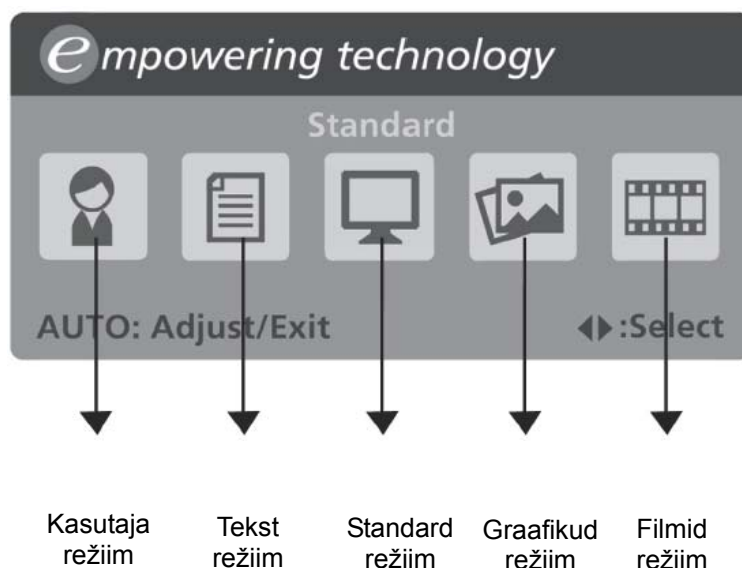 empowering technology
Standard
AUTO: Adjust/Exit
◀▶:Select
Kasutaja
režiim
Tekst
režiim
Standard
režiim
Graafikud
režiim
Filmid
režiim